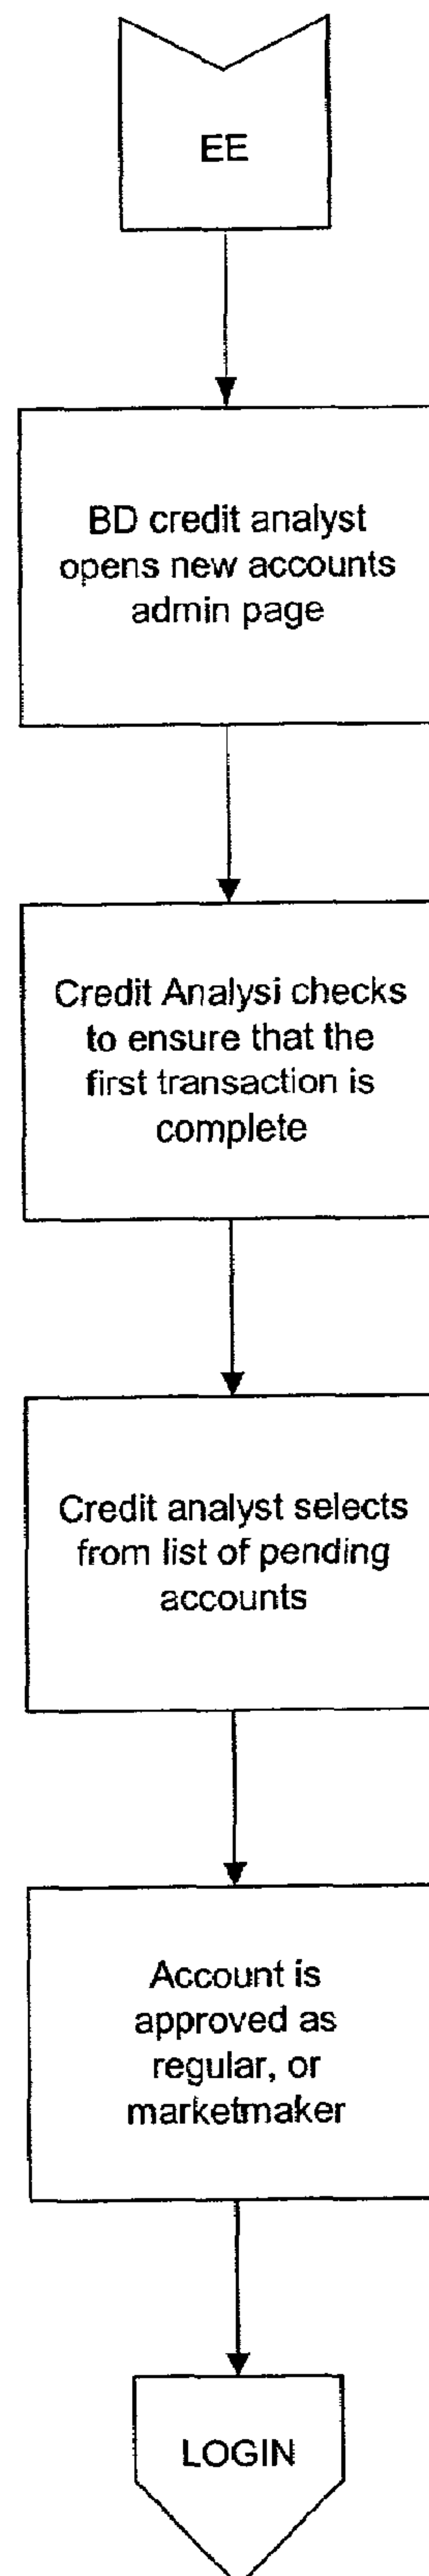 EE
BD credit analyst
opens new accounts
admin page
Credit Analysi checks
to ensure that the
first transaction is
complete
Credit analyst selects
from list of pending
accounts
Account is
approved as
regular, or
marketmaker
LOGIN